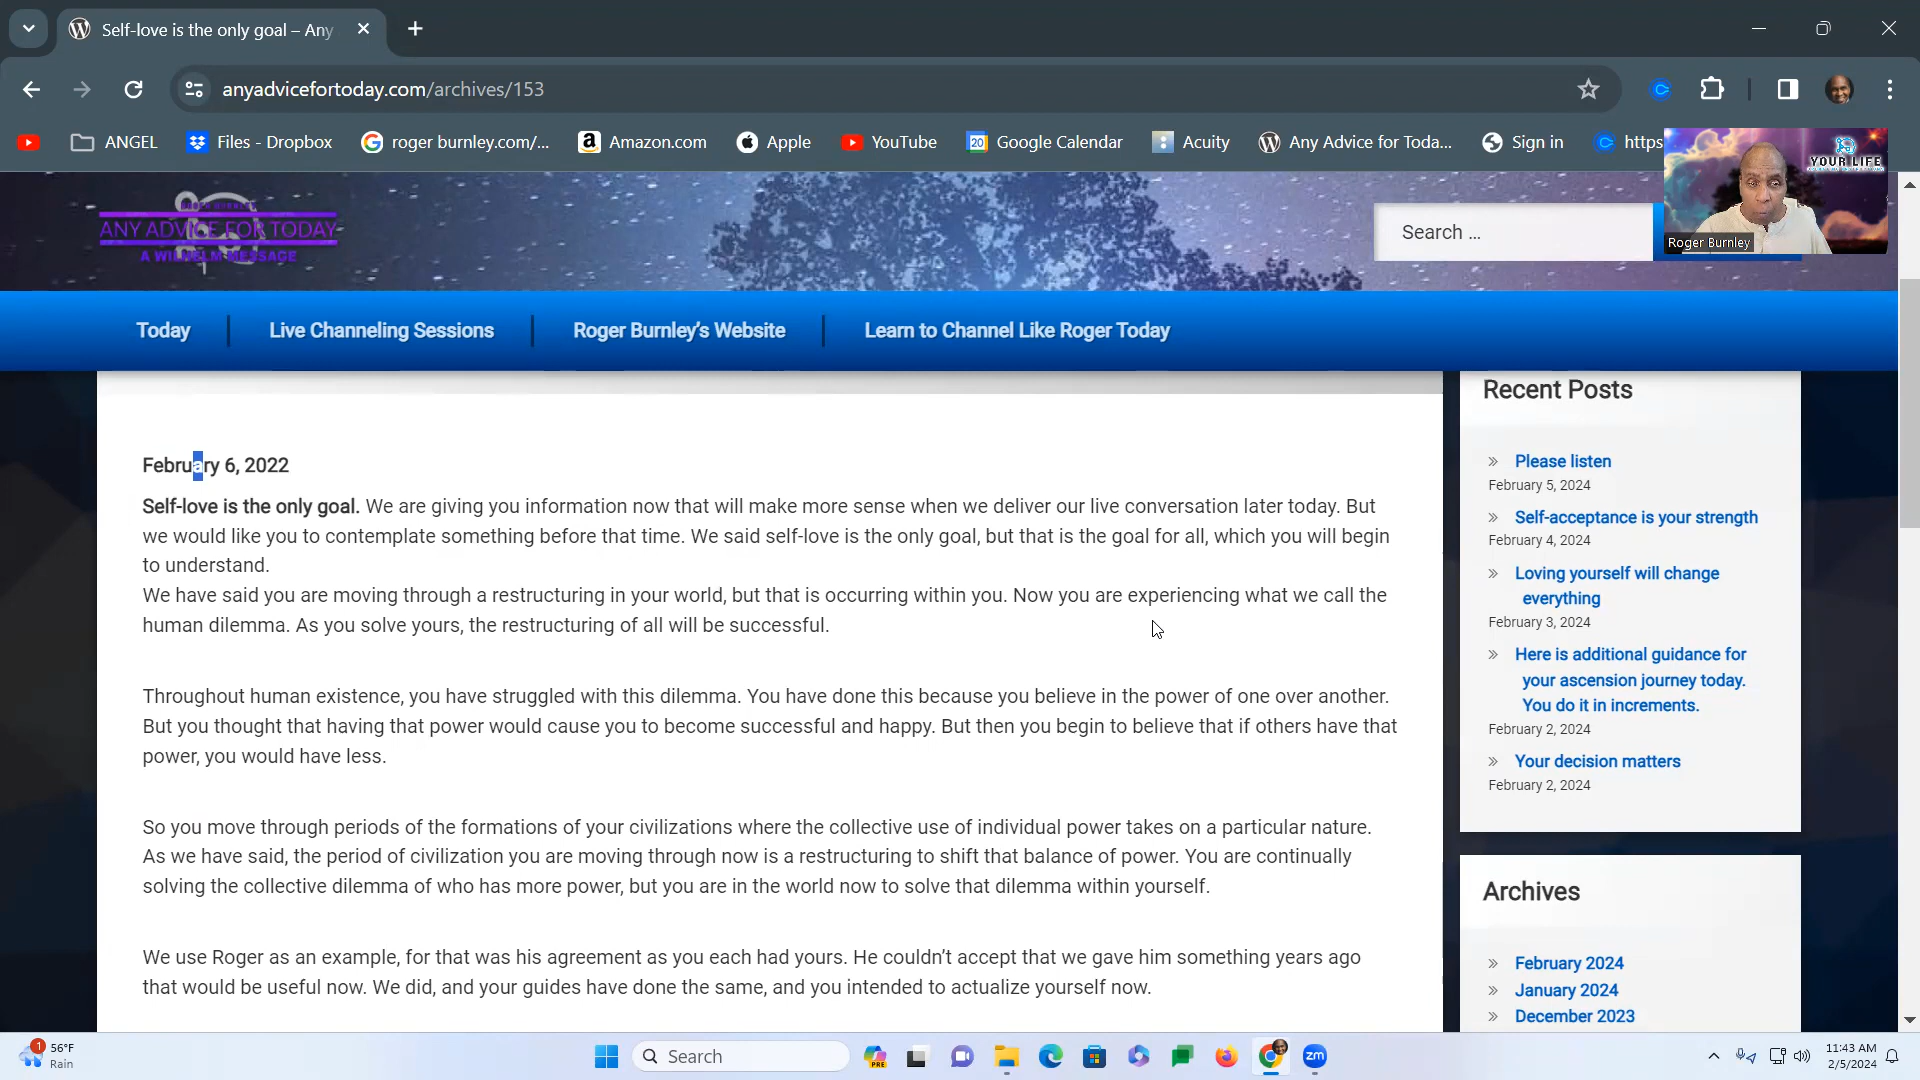 Self-love is the only goal – Any
anyadvicefortoday.com/archives/153
ANGEL
Files - Dropbox
roger burnley.com/...
Amazon.com
Apple
YouTube
Google Calendar
Acuity
Any Advice for Toda...
Sign in
https
YOUR LIFE
Roger Burnley
ANY ADVICE FOR TODAY
A WILHELM MESSAGE
Search ...
Today
Live Channeling Sessions
Roger Burnley's Website
Learn to Channel Like Roger Today
February 6, 2022
Self-love is the only goal. We are giving you information now that will make more sense when we deliver our live conversation later today. But
we would like you to contemplate something before that time. We said self-love is the only goal, but that is the goal for all, which you will begin
to understand.
We have said you are moving through a restructuring in your world, but that is occurring within you. Now you are experiencing what we call the
human dilemma. As you solve yours, the restructuring of all will be successful.
Throughout human existence, you have struggled with this dilemma. You have done this because you believe in the power of one over another.
But you thought that having that power would cause you to become successful and happy. But then you begin to believe that if others have that
power, you would have less.
So you move through periods of the formations of your civilizations where the collective use of individual power takes on a particular nature.
As we have said, the period of civilization you are moving through now is a restructuring to shift that balance of power. You are continually
solving the collective dilemma of who has more power, but you are in the world now to solve that dilemma within yourself.
We use Roger as an example, for that was his agreement as you each had yours. He couldn't accept that we gave him something years ago
that would be useful now. We did, and your guides have done the same, and you intended to actualize yourself now.
Recent Posts
» Please listen
February 5, 2024
» Self-acceptance is your strength
February 4, 2024
» Loving yourself will change
everything
February 3, 2024
» Here is additional guidance for
your ascension journey today.
You do it in increments.
February 2, 2024
» Your decision matters
February 2, 2024
Archives
» February 2024
» January 2024
» December 2023
1
56°F
Rain
Search
PRE
zm
11:43 AM
2/5/2024